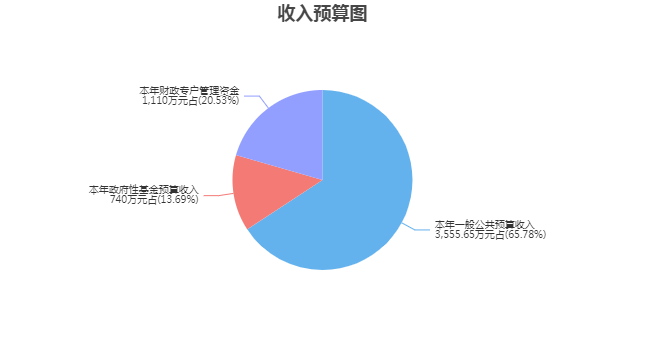 收入预算图
本年财政专户管理资金
1,110万元占(20.53%)
本年政府性基金预算收入
740万元占(13.69%)
本年一般公共预算收入
3,555.65万元占(65.78%)